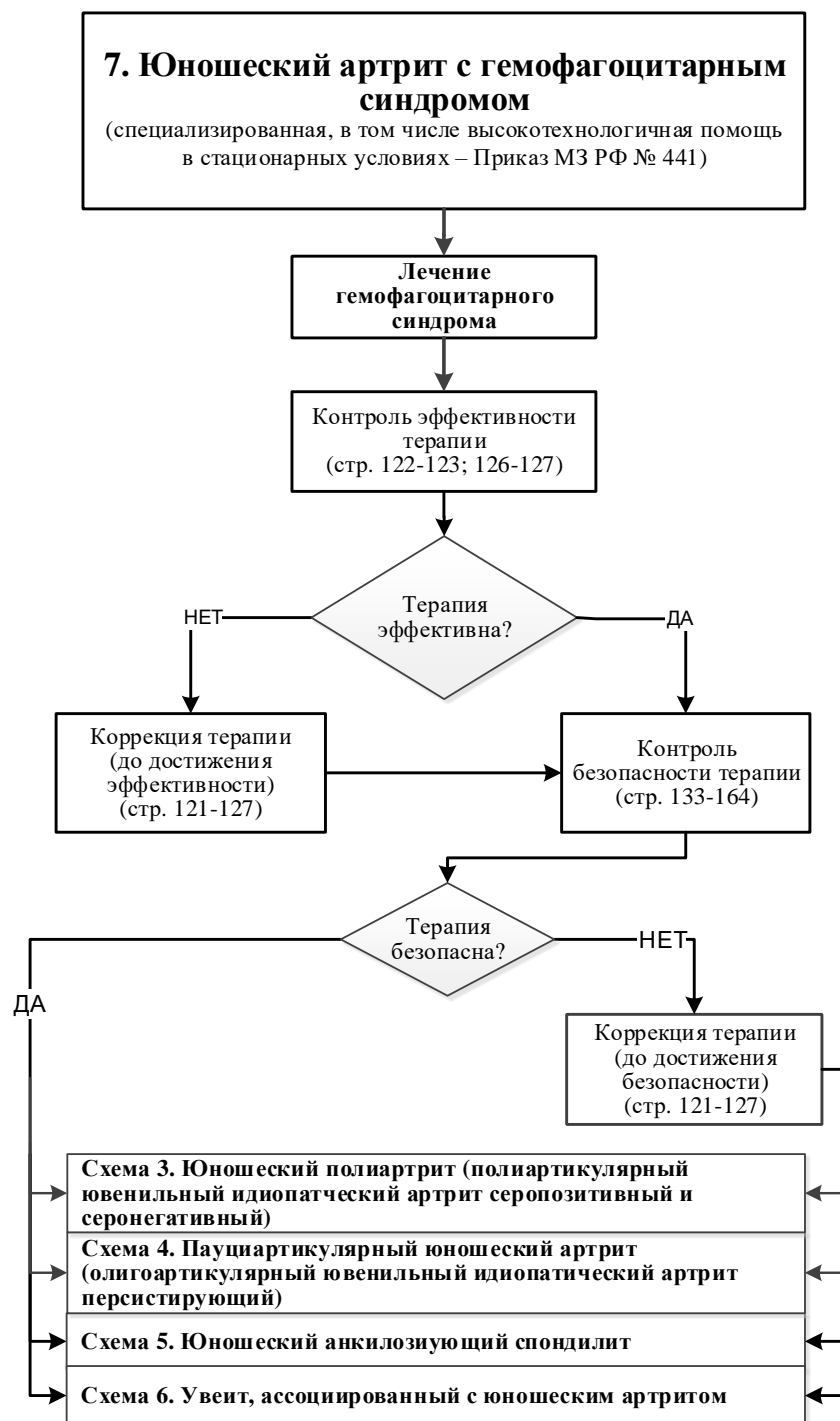 7. Юношеский артрит с гемофагоцитарным
синдромом
(специализированная, в том числе высокотехнологичная помощь
в стационарных условиях – Приказ МЗ РФ № 441)
Лечение
гемофагоцитарного
синдрома
Контроль эффективности
терапии
(стр. 122-123; 126-127)
Терапия
эффективна?
НЕТ
ДА
Коррекция терапии
(до достижения
эффективности)
(стр. 121-127)
Контроль
безопасности терапии
(стр. 133-164)
Терапия
безопасна?
НЕТ
ДА
Коррекция терапии
(до достижения
безопасности)
(стр. 121-127)
Схема 3. Юношеский полиартрит (полиартикулярный
ювенильный идиопатческий артрит серопозитивный и
серонегативный)
Схема 4. Пауциартикулярный юношеский артрит
(олигоартикулярный ювенильный идиопатический артрит
персистирующий)
Схема 5. Юношеский анкилозиующий спондилит
Схема 6. Увеит, ассоциированный с юношеским артритом